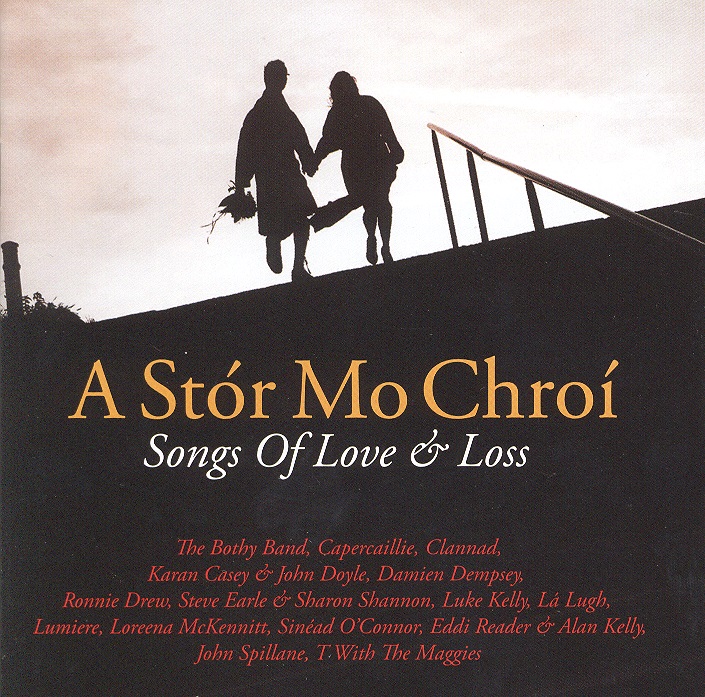 A Stór Mo Chroí
Songs Of Love & Loss
The Bothy Band, Capercaillie, Clannad,
Karan Casey & John Doyle, Damien Dempsey,
Ronnie Drew, Steve Earle & Sharon Shannon, Luke Kelly, Lá Lugh,
Lumiere, Loreena McKennitt, Sinéad O'Connor, Eddi Reader & Alan Kelly,
John Spillane, T With The Maggies